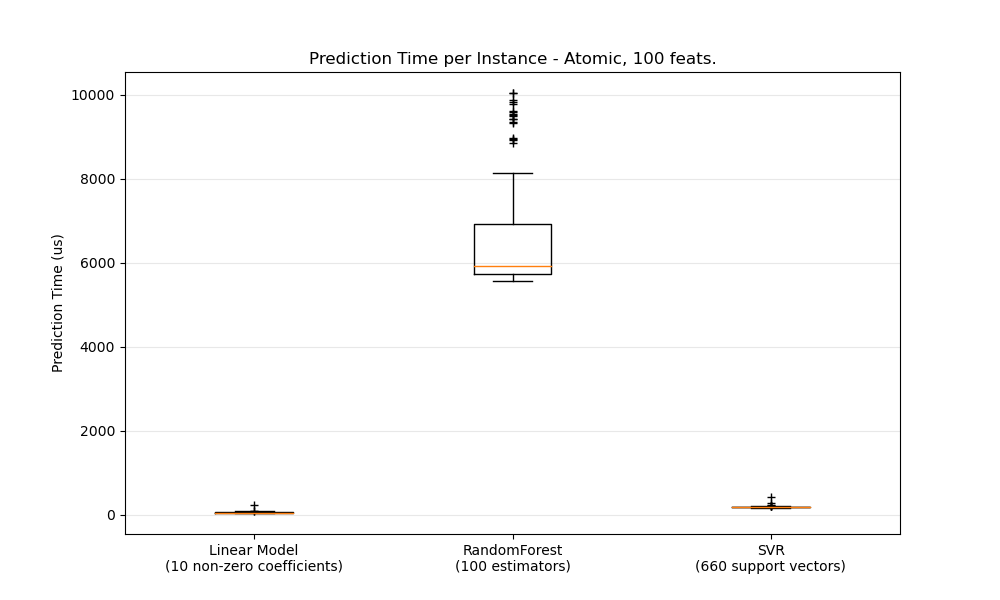 Prediction Time per Instance - Atomic, 100 feats.
Prediction Time (us)
10000
8000
6000
4000
2000
0
Linear Model
(10 non-zero coefficients)
RandomForest
(100 estimators)
SVR
(660 support vectors)